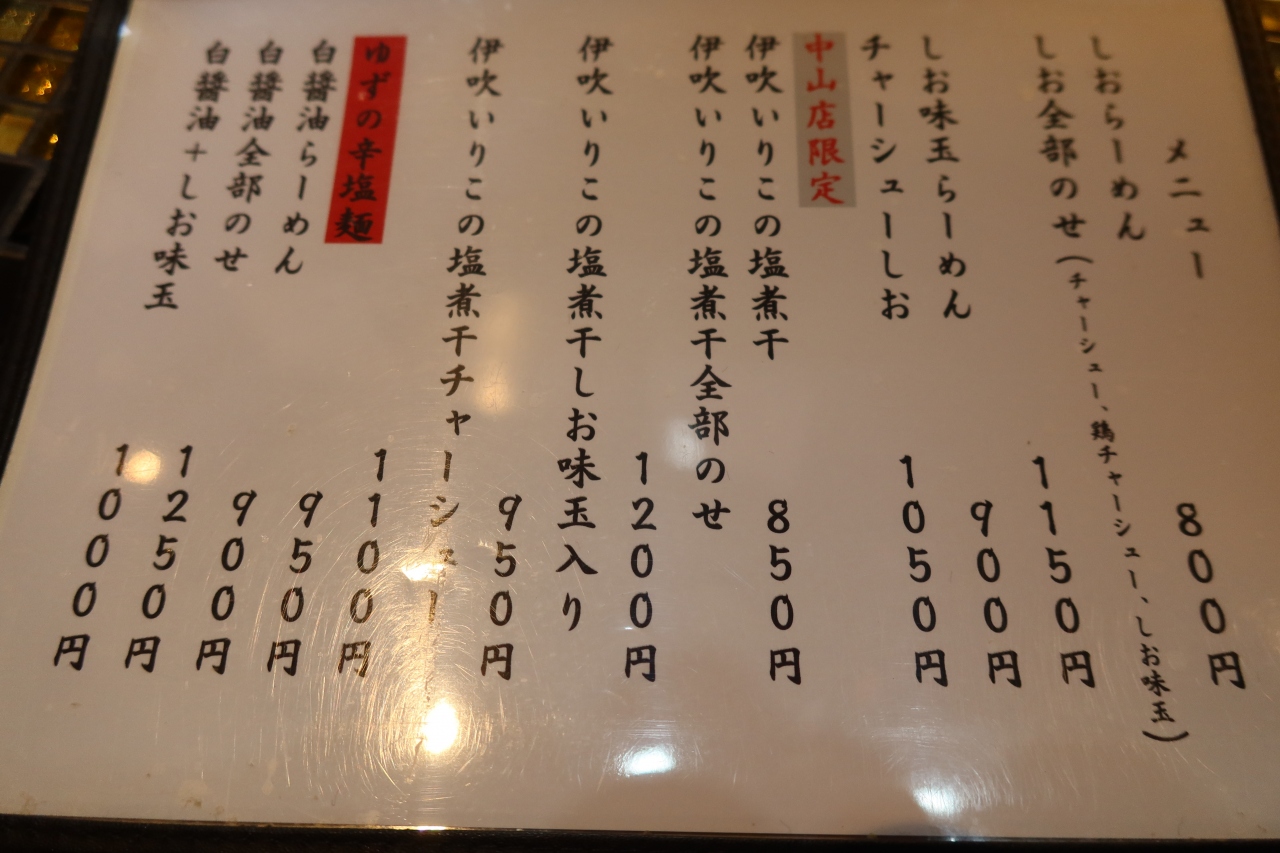 メニュー
しおらーめん 800円
しお全部のせ(チャーシュー、鶏チャーシュー、しお味玉)
1150円
しお味玉らーめん 900円
チャーシューしお 1050円
中山店限定
伊吹いりこの塩煮干 850円
伊吹いりこの塩煮干全部のせ
1200円
伊吹いりこの塩煮干しお味玉入り
950円
伊吹いりこの塩煮干チャーシュー
1100円
ゆずの辛塩麺 950円
白醤油らーめん 900円
白醤油全部のせ 1250円
白醤油+しお味玉 1000円